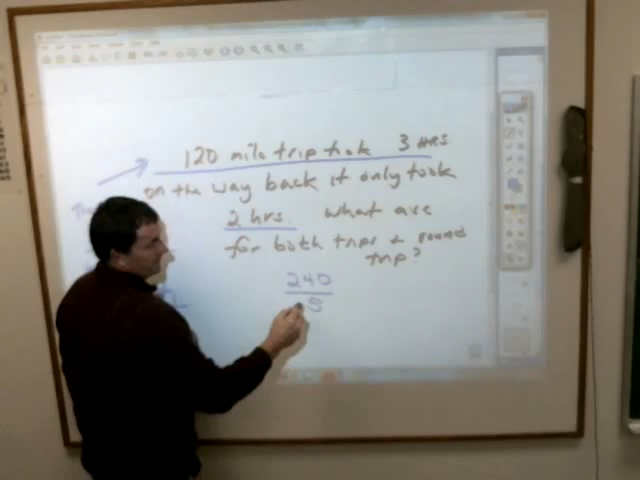 120 mile trip took 3 HRS
on the way back it only took
2 hrs. what are
for both trips & round
trip?
240
5